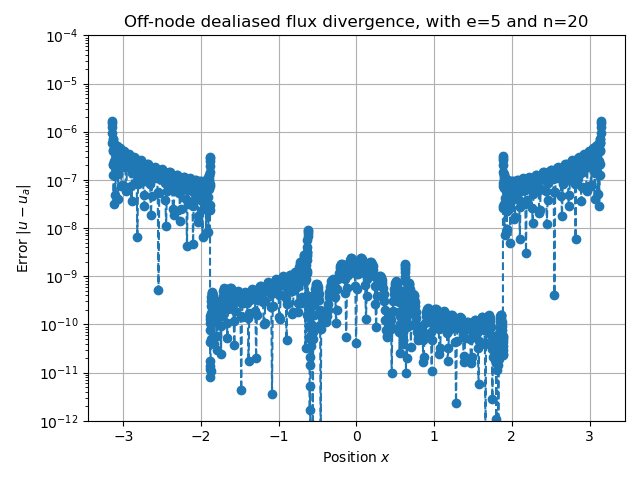 Off-node dealiased flux divergence, with e=5 and n=20
Error |u − uₐ|
10⁻⁴
10⁻⁵
10⁻⁶
10⁻⁷
10⁻⁸
10⁻⁹
10⁻¹⁰
10⁻¹¹
10⁻¹²
−3 −2 −1 0 1 2 3
Position x